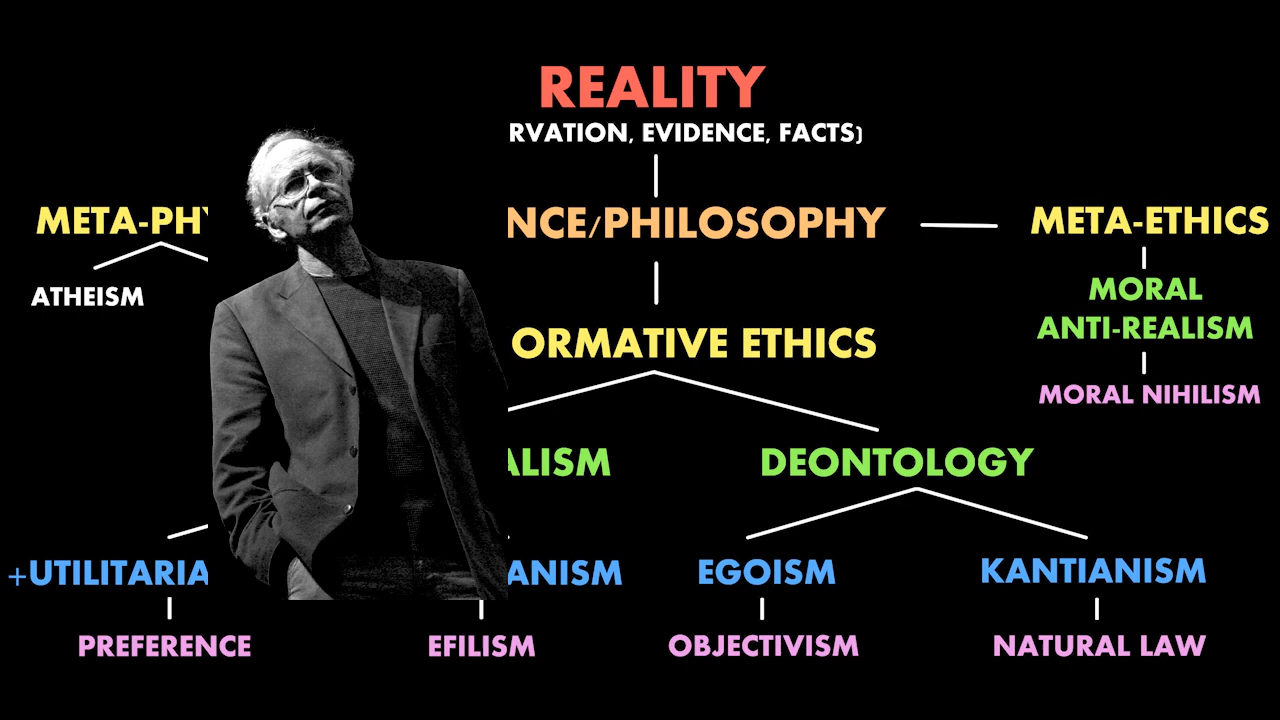 REALITY
RVATION, EVIDENCE, FACTS)
META-PHY
NCE/PHILOSOPHY
META-ETHICS
ATHEISM
MORAL
ANTI-REALISM
ORMATIVE ETHICS
MORAL NIHILISM
ALISM
DEONTOLOGY
+UTILITARIA
ANISM
EGOISM
KANTIANISM
PREFERENCE
EFILISM
OBJECTIVISM
NATURAL LAW